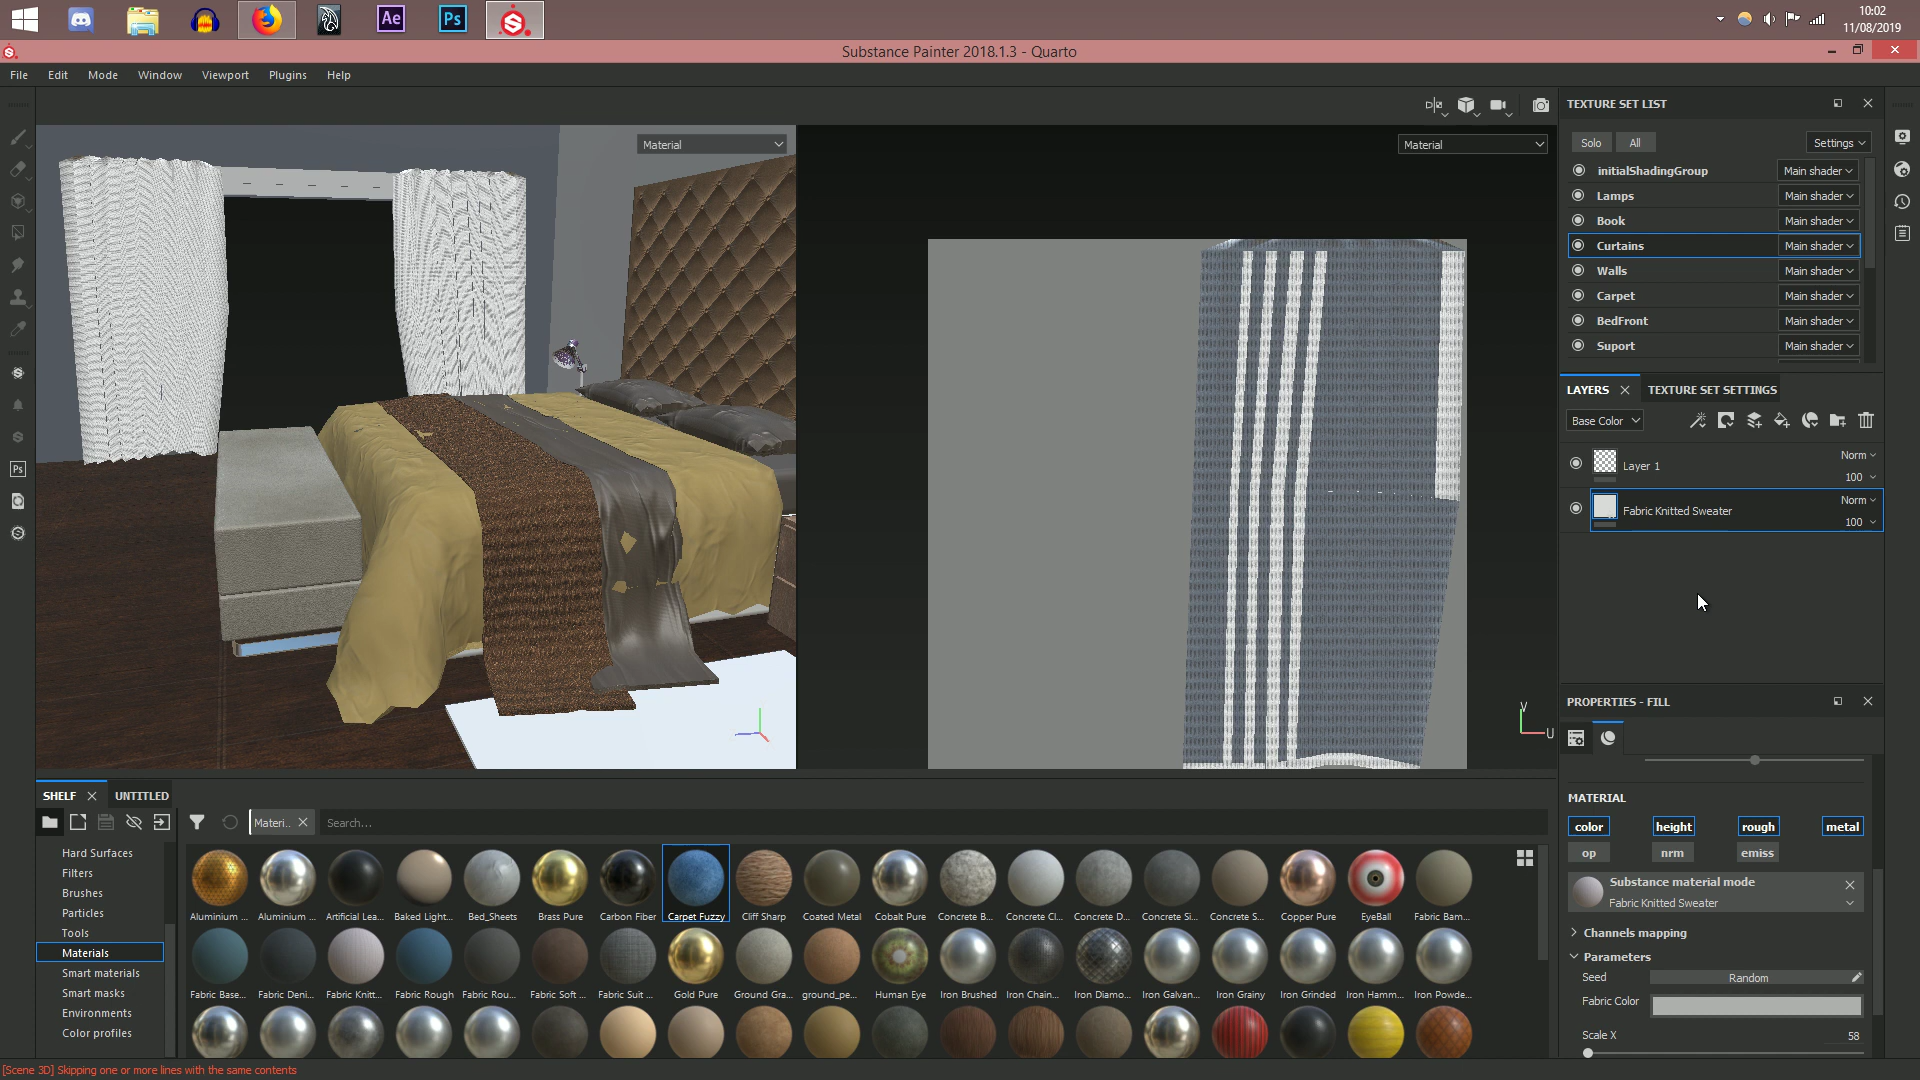 Ae
Ps
10:02
11/08/2019
Substance Painter 2018.1.3 - Quarto
File Edit Mode Window Viewport Plugins Help
Material
Material
TEXTURE SET LIST
Solo All Settings
initialShadingGroup Main shader
Lamps Main shader
Book Main shader
Curtains Main shader
Walls Main shader
Carpet Main shader
BedFront Main shader
Suport Main shader
LAYERS TEXTURE SET SETTINGS
Base Color
Layer 1 Norm 100
Fabric Knitted Sweater Norm 100
Ps
V
U
PROPERTIES - FILL
MATERIAL
color height rough metal
op nrm emiss
Substance material mode
Fabric Knitted Sweater
Channels mapping
Parameters
Seed Random
Fabric Color
Scale X 58
SHELF UNTITLED
Materi.. Search...
Hard Surfaces
Filters
Brushes
Particles
Tools
Materials
Smart materials
Smart masks
Environments
Color profiles
Aluminium ... Aluminium ... Artificial Lea... Baked Light... Bed_Sheets Brass Pure Carbon Fiber Carpet Fuzzy Cliff Sharp Coated Metal Cobalt Pure Concrete B... Concrete Cl... Concrete D... Concrete Si... Concrete S... Copper Pure EyeBall Fabric Bam...
Fabric Base... Fabric Deni... Fabric Knitt... Fabric Rough Fabric Rou... Fabric Soft ... Fabric Suit ... Gold Pure Ground Gra... ground_pe... Human Eye Iron Brushed Iron Chain... Iron Diamo... Iron Galvan... Iron Grainy Iron Grinded Iron Hamm... Iron Powde...
[Scene 3D] Skipping one or more lines with the same contents